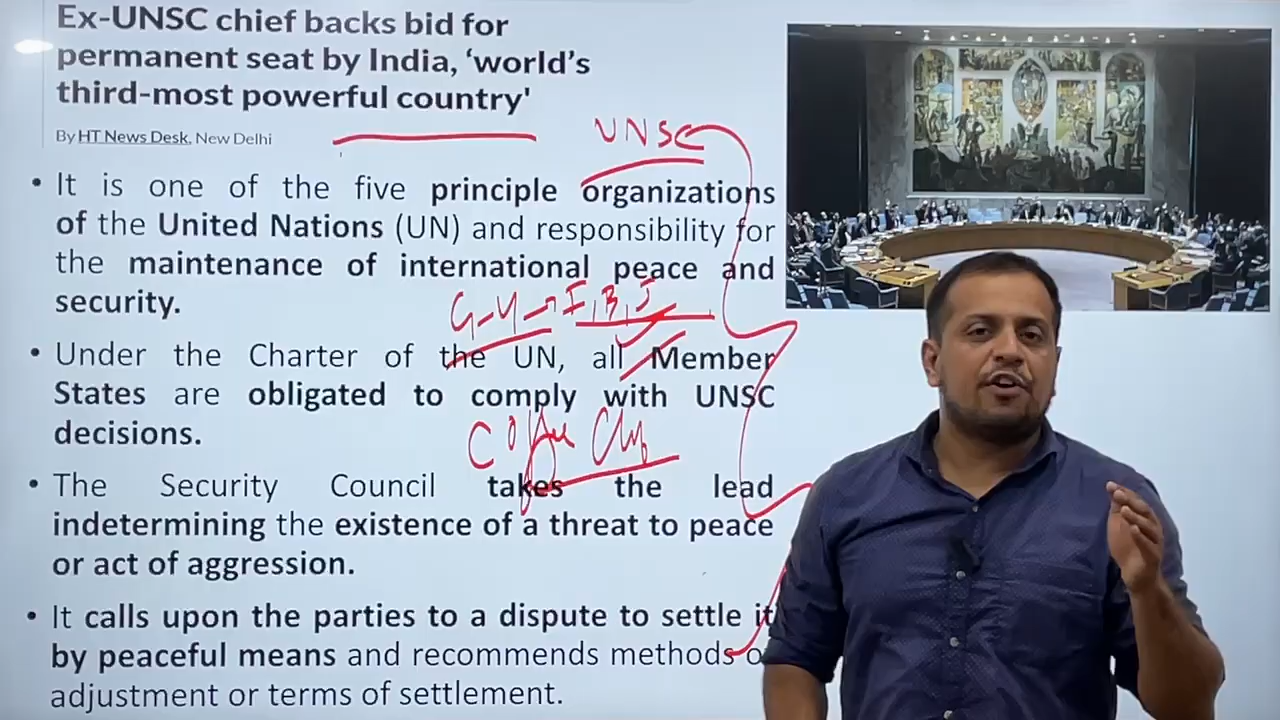 Ex-UNSC chief backs bid for
permanent seat by India, ‘world’s
third-most powerful country'
By HT News Desk, New Delhi
UNSC
• It is one of the five principle organizations
of the United Nations (UN) and responsibility for
the maintenance of international peace and
security.
G-4 → I, B, J
• Under the Charter of the UN, all Member
States are obligated to comply with UNSC
decisions.
Coffee Club
• The Security Council takes the lead
indetermining the existence of a threat to peace
or act of aggression.
• It calls upon the parties to a dispute to settle it
by peaceful means and recommends methods
adjustment or terms of settlement.